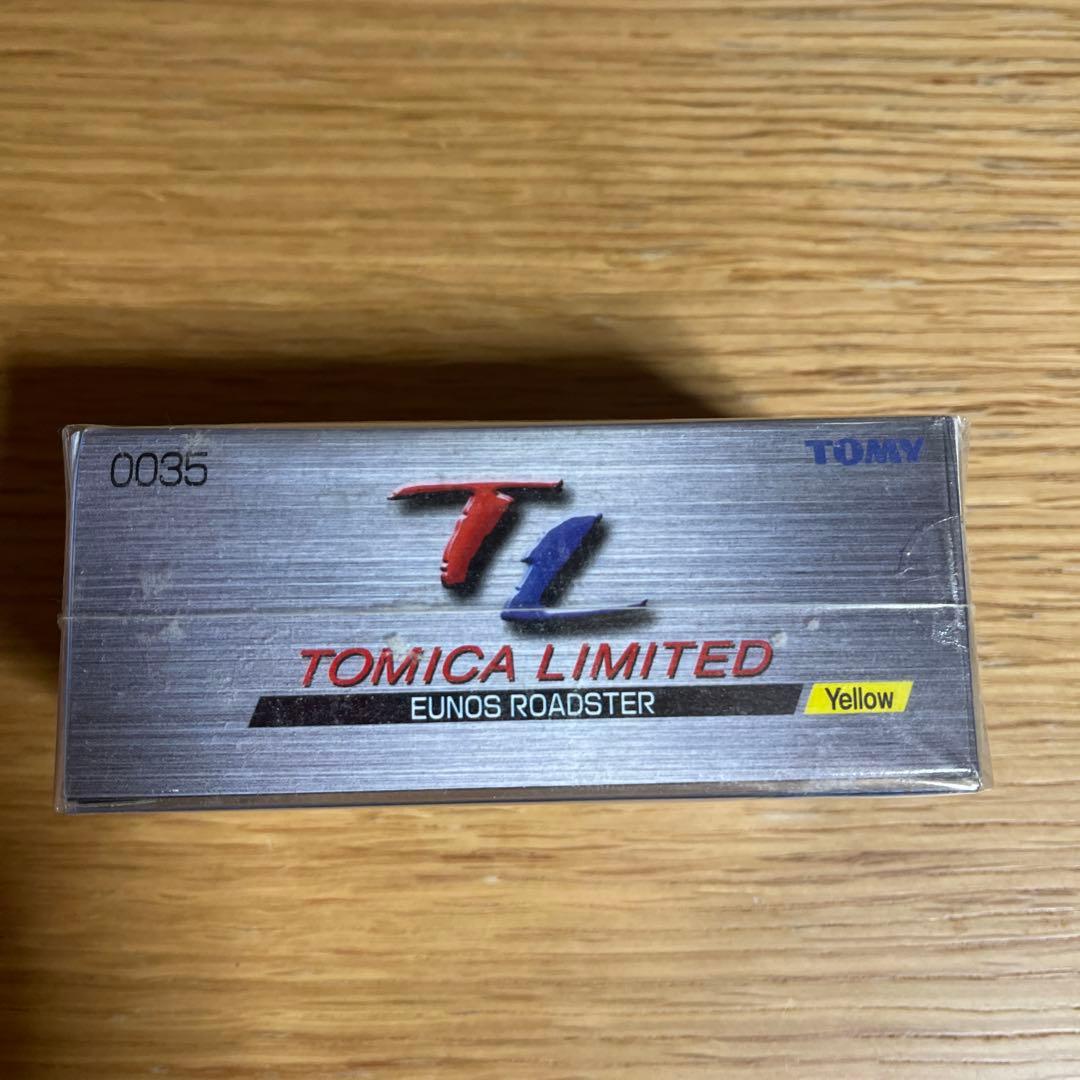 0035
TOMY
TL
TOMICA LIMITED
EUNOS ROADSTER
Yellow